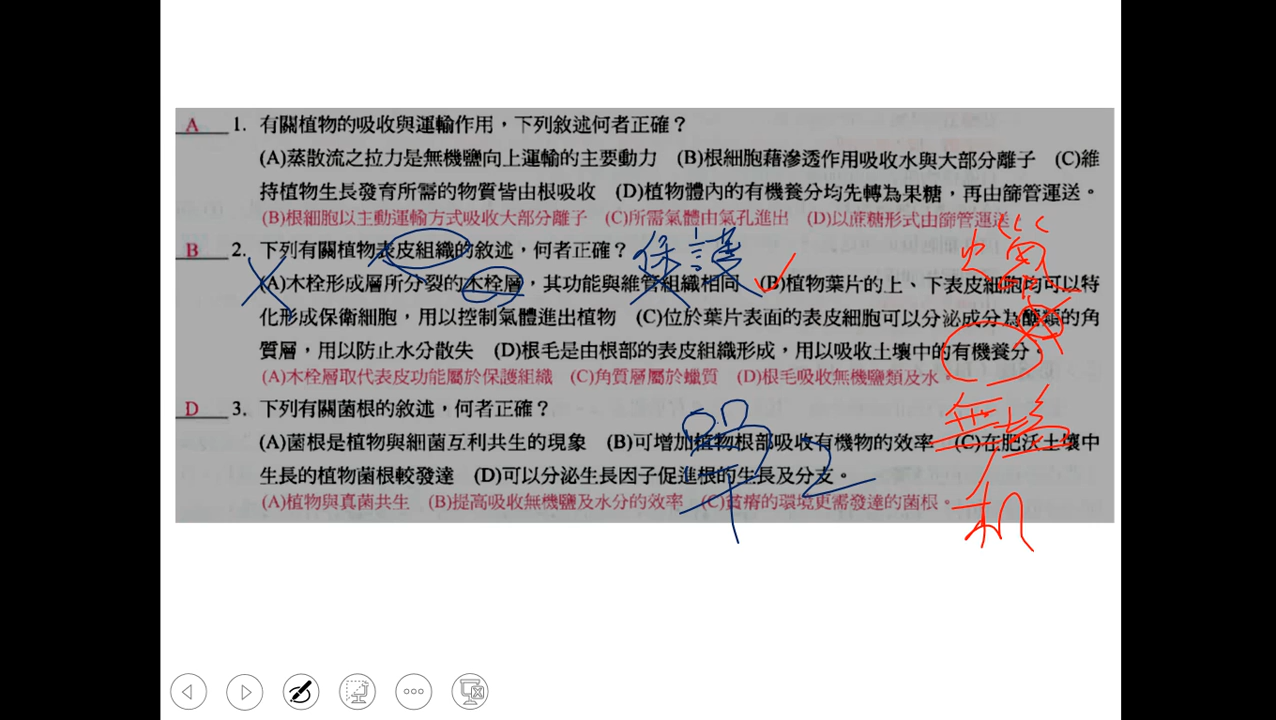 A 1. 有關植物的吸收與運輸作用，下列敘述何者正確？
(A)蒸散流之拉力是無機鹽向上運輸的主要動力 (B)根細胞藉滲透作用吸收水與大部分離子 (C)維
持植物生長發育所需的物質皆由根吸收 (D)植物體內的有機養分均先轉為果糖，再由篩管運送。
(B)根細胞以主動運輸方式吸收大部分離子 (C)所需氣體由氣孔進出 (D)以蔗糖形式由篩管運送
B 2. 下列有關植物表皮組織的敘述，何者正確？
保護
(A)木栓形成層所分裂的木栓層，其功能與維管組織相同 (B)植物葉片的上、下表皮細胞均可以特
化形成保衛細胞，用以控制氣體進出植物 (C)位於葉片表面的表皮細胞可以分泌成分為醣類的角
質層，用以防止水分散失 (D)根毛是由根部的表皮組織形成，用以吸收土壤中的有機養分。
(A)木栓層取代表皮功能屬於保護組織 (C)角質層屬於蠟質 (D)根毛吸收無機鹽類及水。
D 3. 下列有關菌根的敘述，何者正確？
(A)菌根是植物與細菌互利共生的現象 (B)可增加植物根部吸收有機物的效率 (C)在肥沃土壤中
生長的植物菌根較發達 (D)可以分泌生長因子促進根的生長及分支。
(A)植物與真菌共生 (B)提高吸收無機鹽及水分的效率 (C)貧瘠的環境更需發達的菌根。
單 2
机